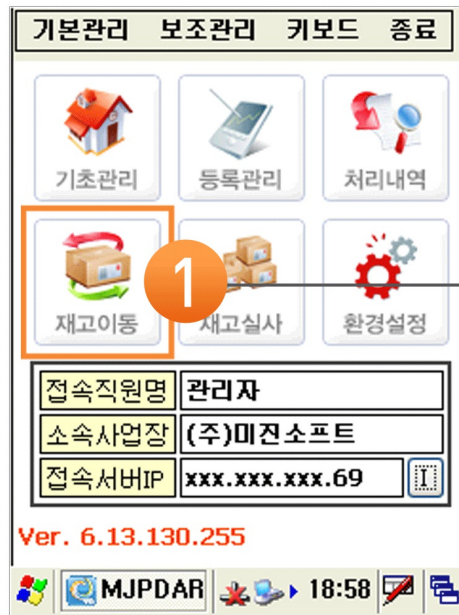 기본관리 보조관리 키보드 종료
기초관리 등록관리 처리내역
1
재고이동 재고실사 환경설정
접속직원명 관리자
소속사업장 (주)미진소프트
접속서버IP xxx.xxx.xxx.69
Ver. 6.13.130.255
MJPDAR 18:58